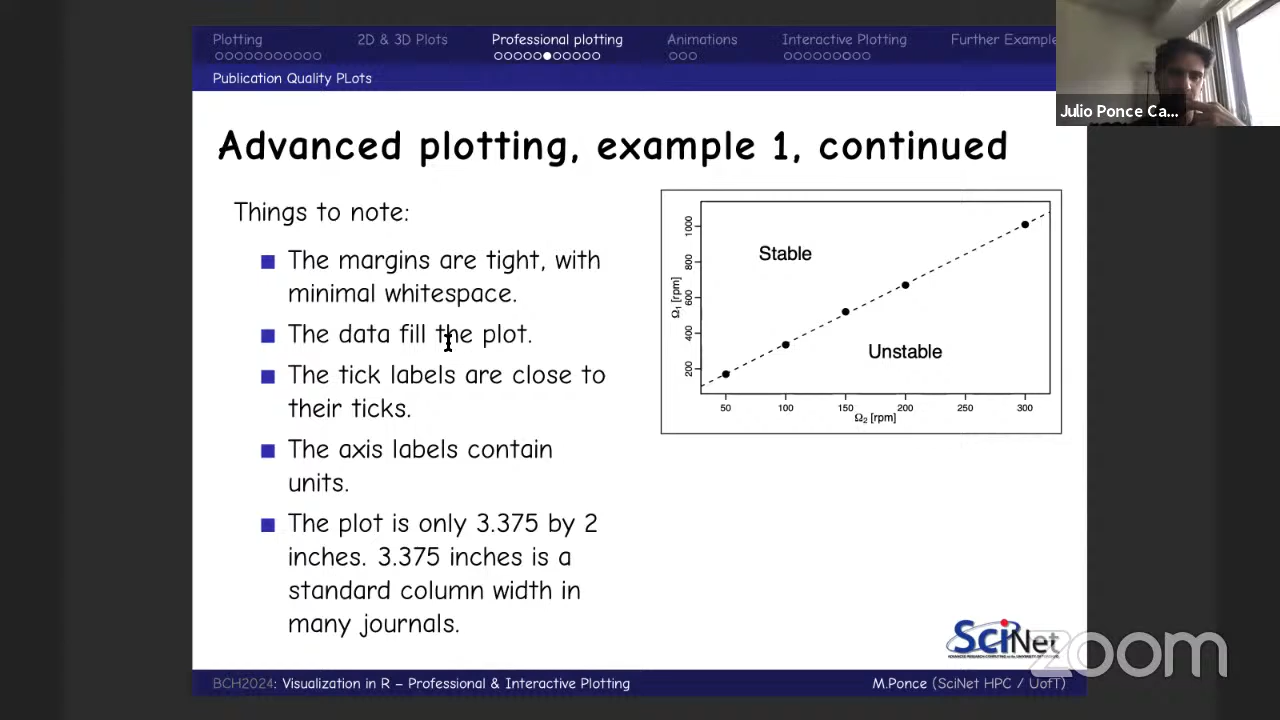 Plotting
2D & 3D Plots
Professional plotting
Animations
Interactive Plotting
Further Example
Publication Quality PLots
Julio Ponce Ca...
Advanced plotting, example 1, continued
Things to note:
The margins are tight, with
minimal whitespace.
The data fill the plot.
The tick labels are close to
their ticks.
The axis labels contain
units.
The plot is only 3.375 by 2
inches. 3.375 inches is a
standard column width in
many journals.
Stable
Unstable
Ω₁ [rpm]
1000
800
600
400
200
50 100 150 200 250 300
Ω₂ [rpm]
SciNet
zoom
BCH2024: Visualization in R – Professional & Interactive Plotting
M.Ponce (SciNet HPC / UofT)